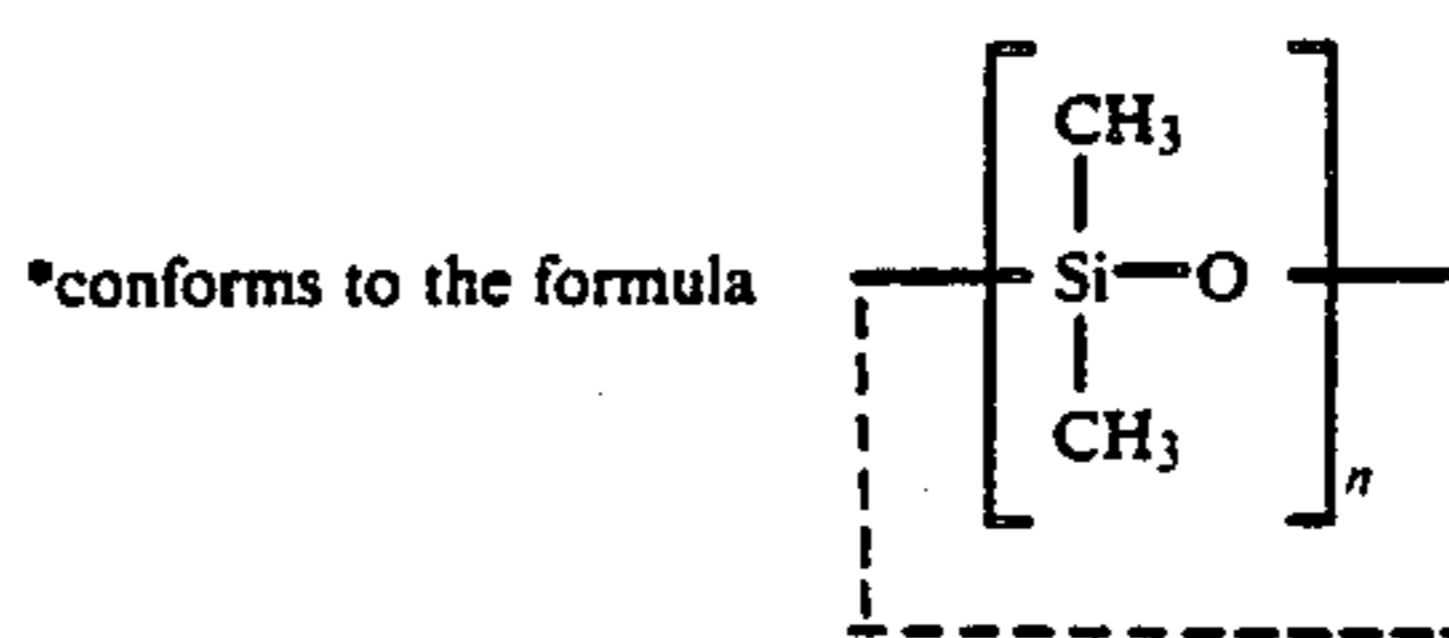 CH₃
*conforms to the formula Si—O
CH₃
n